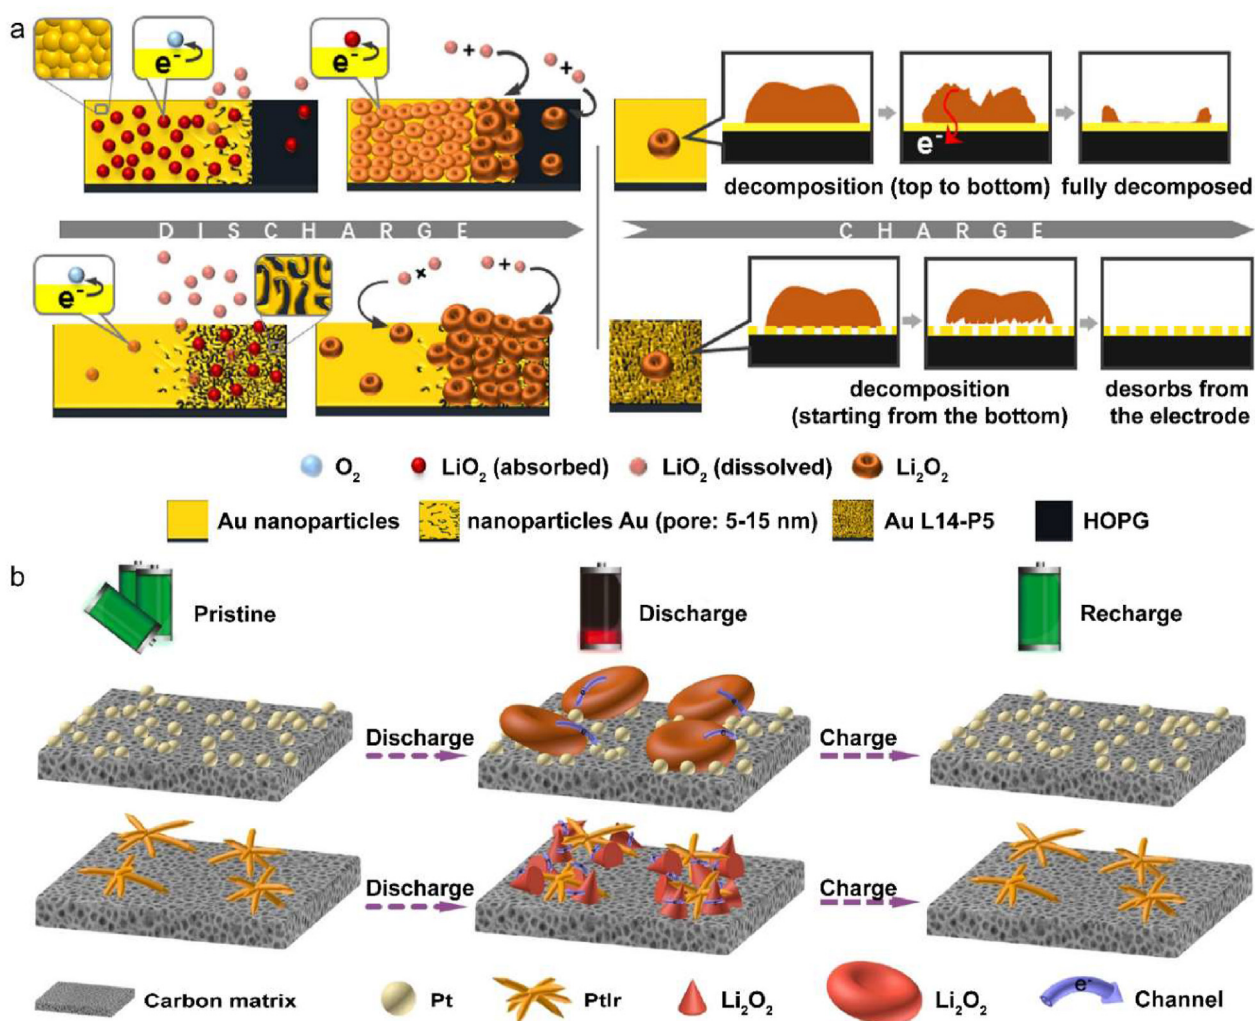 a
e⁻
e⁻
+
+
e⁻
decomposition (top to bottom) fully decomposed
DISCHARGE
CHARGE
e⁻
×
+
decomposition
(starting from the bottom)
desorbs from
the electrode
O₂
LiO₂ (absorbed)
LiO₂ (dissolved)
Li₂O₂
Au nanoparticles
nanoparticles Au (pore: 5-15 nm)
Au L14-P5
HOPG
b
Pristine
Discharge
Recharge
Discharge
Charge
Discharge
Charge
Carbon matrix
Pt
PtIr
Li₂O₂
Li₂O₂
e⁻
Channel